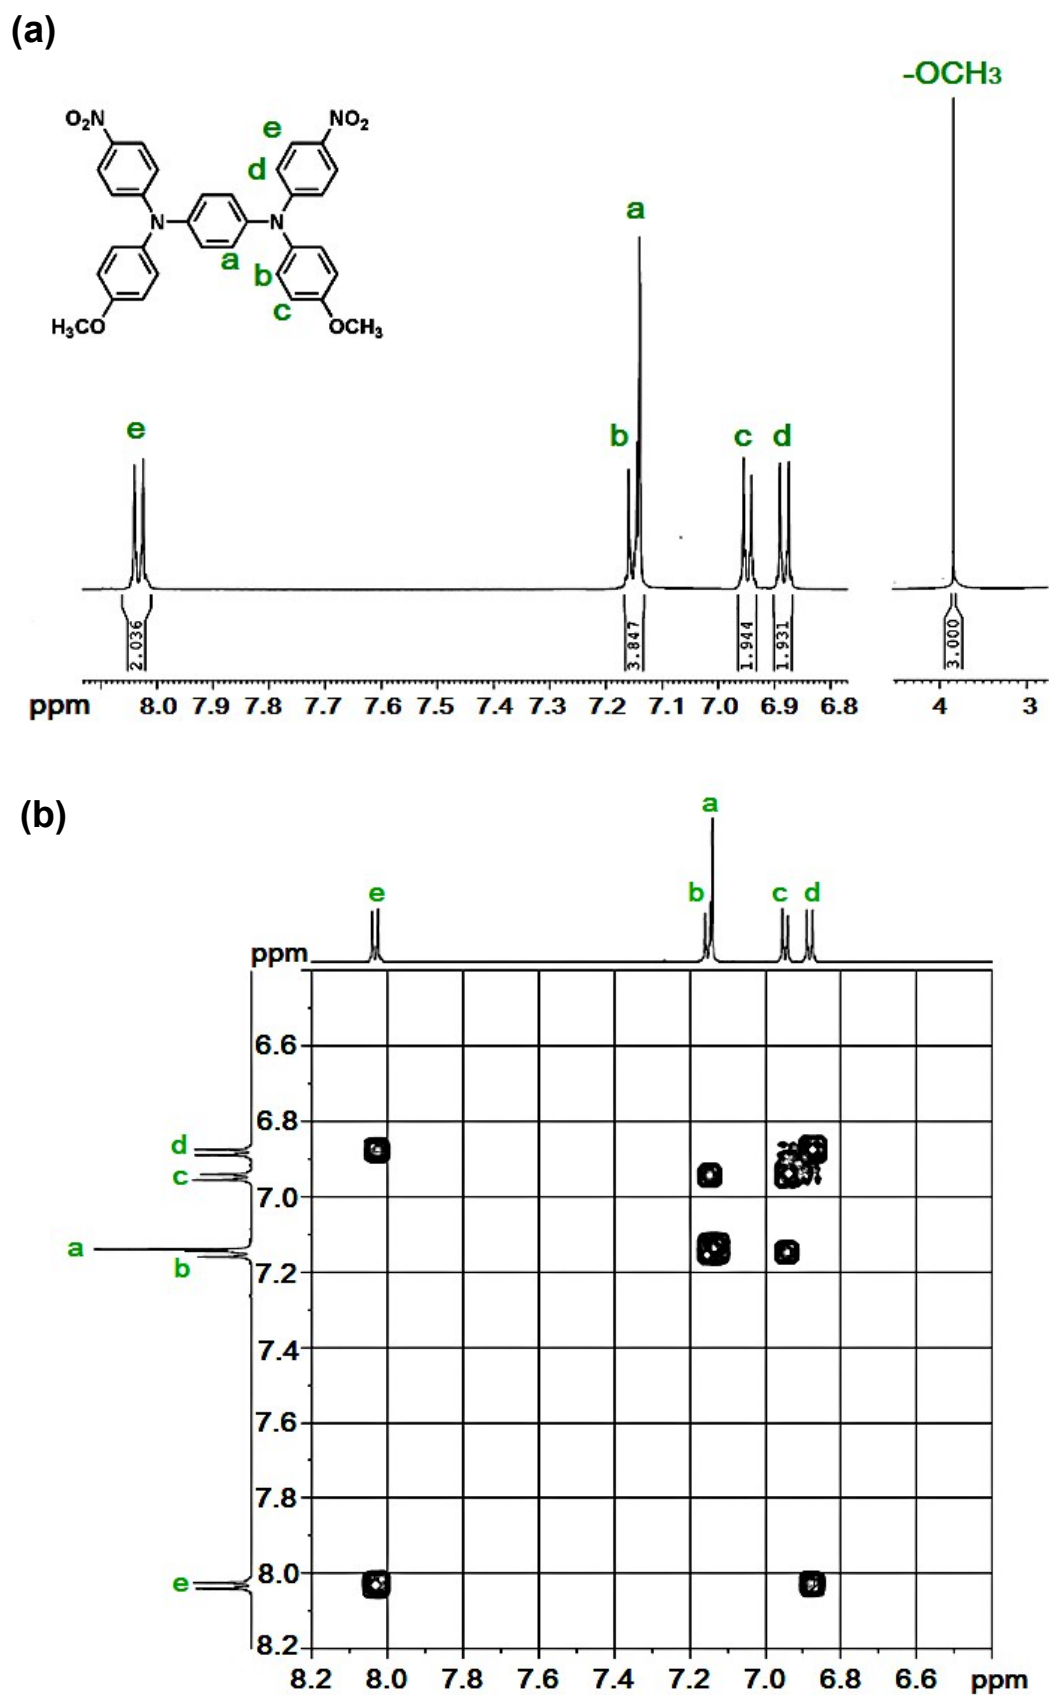 (a)
-OCH3
O2N NO2
e
d
a
N N
a b
c
H3CO OCH3
e b c d
2.036 3.847 1.944 1.931 3.000
ppm 8.0 7.9 7.8 7.7 7.6 7.5 7.4 7.3 7.2 7.1 7.0 6.9 6.8 4 3
(b)
a
e b c d
ppm
6.6
6.8
d
c
7.0
a
b
7.2
7.4
7.6
7.8
8.0
e
8.2
8.2 8.0 7.8 7.6 7.4 7.2 7.0 6.8 6.6 ppm